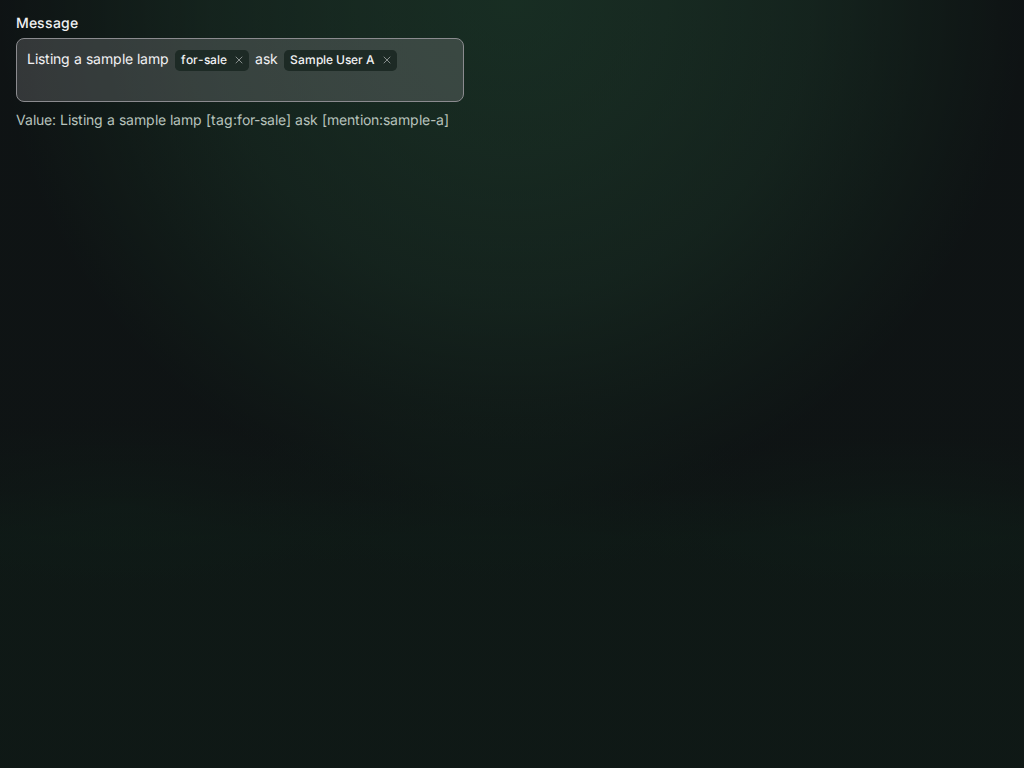 Message
Listing a sample lamp for-sale × ask Sample User A ×
Value: Listing a sample lamp [tag:for-sale] ask [mention:sample-a]